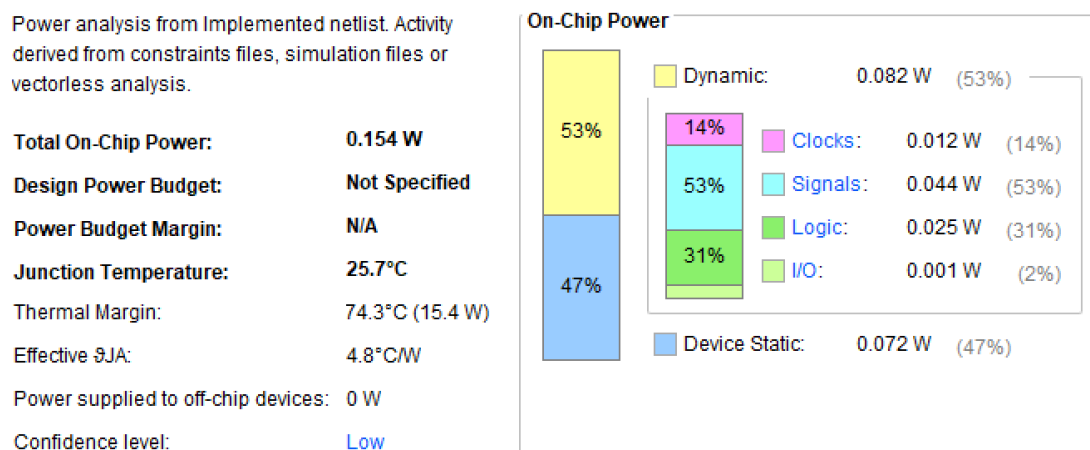 Power analysis from Implemented netlist. Activity
derived from constraints files, simulation files or
vectorless analysis.
Total On-Chip Power: 0.154 W
Design Power Budget: Not Specified
Power Budget Margin: N/A
Junction Temperature: 25.7°C
Thermal Margin: 74.3°C (15.4 W)
Effective ϑJA: 4.8°C/W
Power supplied to off-chip devices: 0 W
Confidence level: Low
On-Chip Power
53%
47%
Dynamic: 0.082 W (53%)
14%
53%
31%
Clocks: 0.012 W (14%)
Signals: 0.044 W (53%)
Logic: 0.025 W (31%)
I/O: 0.001 W (2%)
Device Static: 0.072 W (47%)